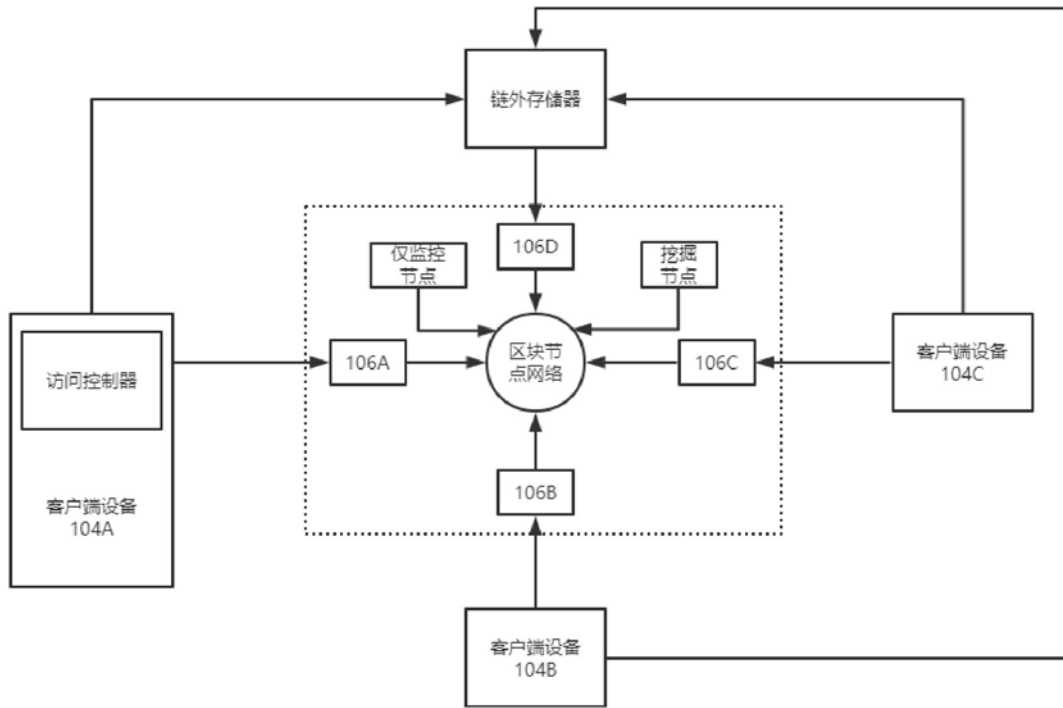 链外存储器
106D
仅监控
节点
挖掘
节点
访问控制器
106A
区块节
点网络
106C
客户端设备
104C
客户端设备
104A
106B
客户端设备
104B